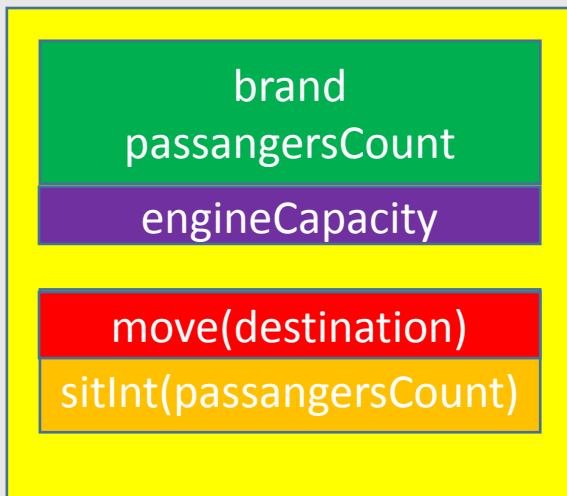 brand
passangersCount
engineCapacity
move(destination)
sitInt(passangersCount)